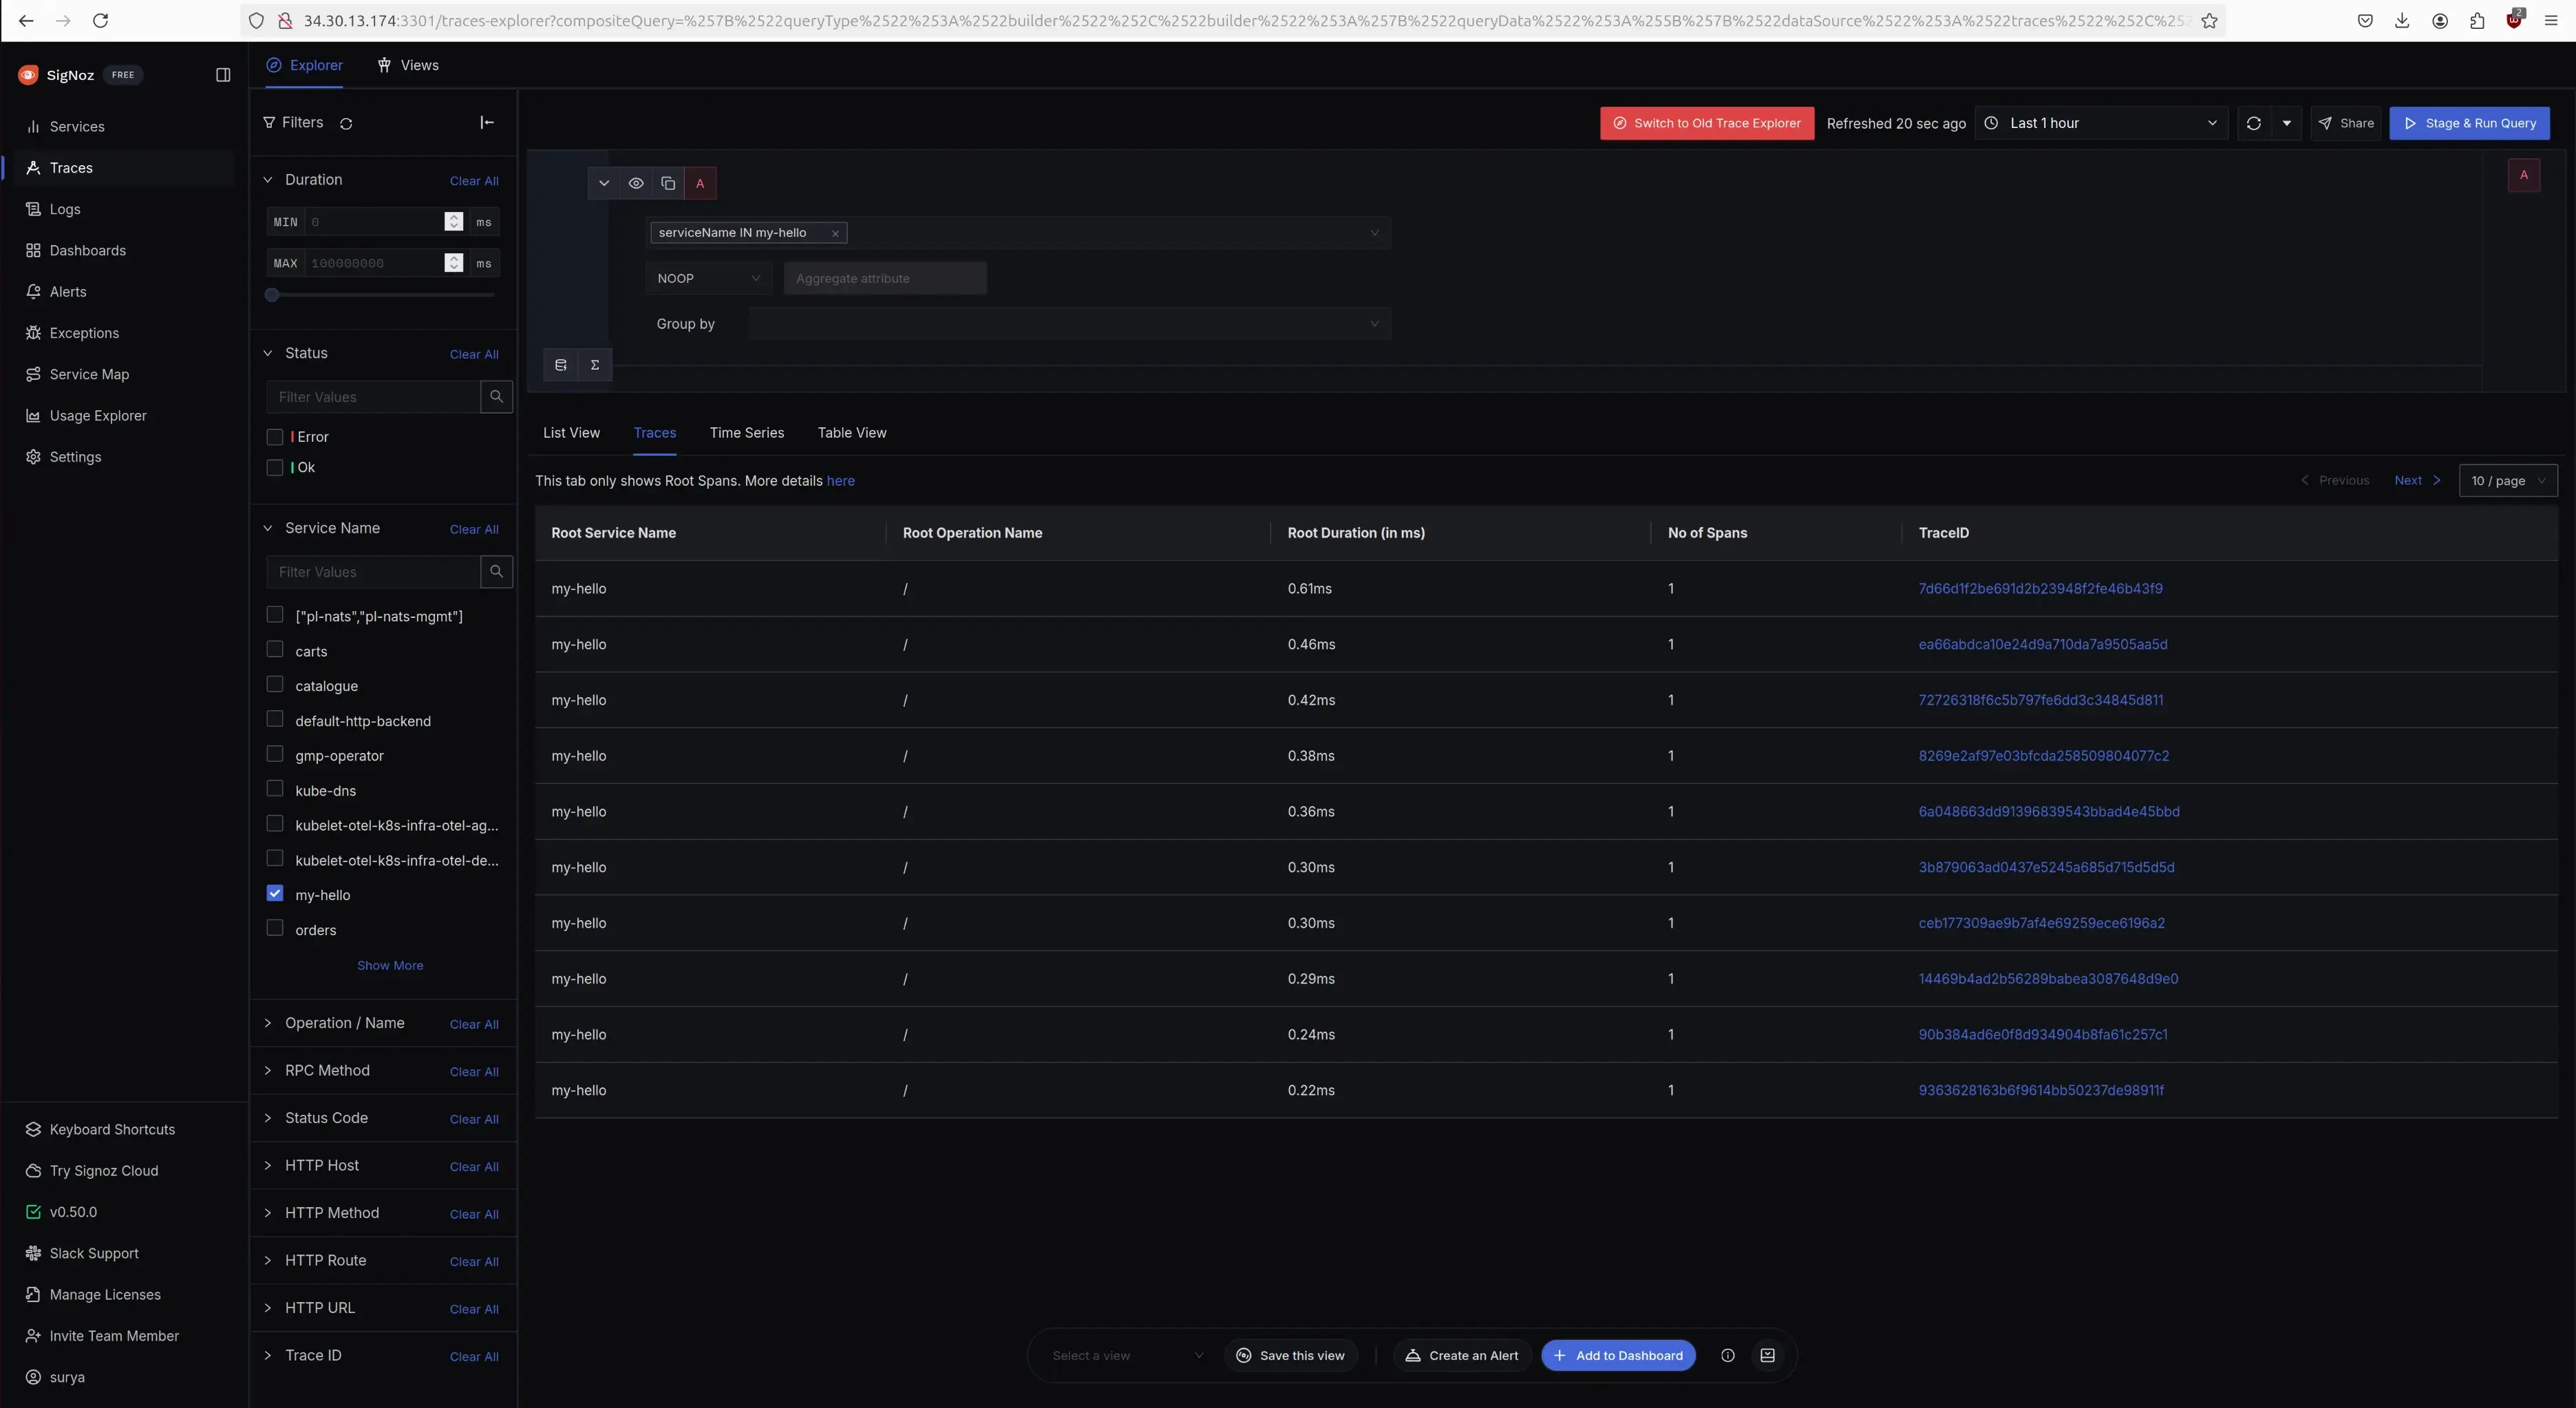 34.30.13.174:3301/traces-explorer?compositeQuery=%257B%2522queryType%2522%253A%2522builder%2522%252C%2522builder%2522%253A%257B%2522queryData%2522%253A%255B%257B%2522dataSource%2522%253A%2522traces%2522%252C%252
2
SigNoz FREE
Services
Traces
Logs
Dashboards
Alerts
Exceptions
Service Map
Usage Explorer
Settings
Keyboard Shortcuts
Try Signoz Cloud
v0.50.0
Slack Support
Manage Licenses
Invite Team Member
surya
Explorer Views
Filters
Duration Clear All
MIN 0 ms
MAX 100000000 ms
Status Clear All
Filter Values
Error
Ok
Service Name Clear All
Filter Values
["pl-nats","pl-nats-mgmt"]
carts
catalogue
default-http-backend
gmp-operator
kube-dns
kubelet-otel-k8s-infra-otel-ag...
kubelet-otel-k8s-infra-otel-de...
my-hello
orders
Show More
Operation / Name Clear All
RPC Method Clear All
Status Code Clear All
HTTP Host Clear All
HTTP Method Clear All
HTTP Route Clear All
HTTP URL Clear All
Trace ID Clear All
Switch to Old Trace Explorer Refreshed 20 sec ago Last 1 hour Share Stage & Run Query
A A
serviceName IN my-hello
NOOP Aggregate attribute
Group by
List View Traces Time Series Table View
This tab only shows Root Spans. More details here Previous Next 10 / page
Root Service Name Root Operation Name Root Duration (in ms) No of Spans TraceID
my-hello / 0.61ms 1 7d66d1f2be691d2b23948f2fe46b43f9
my-hello / 0.46ms 1 ea66abdca10e24d9a710da7a9505aa5d
my-hello / 0.42ms 1 72726318f6c5b797fe6dd3c34845d811
my-hello / 0.38ms 1 8269e2af97e03bfcda258509804077c2
my-hello / 0.36ms 1 6a048663dd91396839543bbad4e45bbd
my-hello / 0.30ms 1 3b879063ad0437e5245a685d715d5d5d
my-hello / 0.30ms 1 ceb177309ae9b7af4e69259ece6196a2
my-hello / 0.29ms 1 14469b4ad2b56289babea3087648d9e0
my-hello / 0.24ms 1 90b384ad6e0f8d934904b8fa61c257c1
my-hello / 0.22ms 1 9363628163b6f9614bb50237de98911f
Select a view Save this view Create an Alert Add to Dashboard